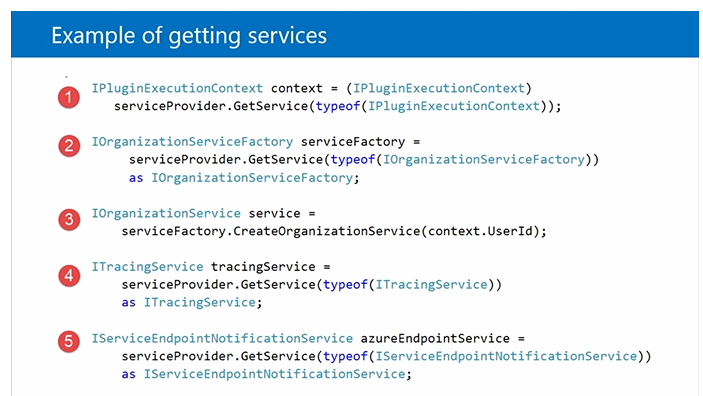 Example of getting services
1 IPluginExecutionContext context = (IPluginExecutionContext)
serviceProvider.GetService(typeof(IPluginExecutionContext));
2 IOrganizationServiceFactory serviceFactory =
serviceProvider.GetService(typeof(IOrganizationServiceFactory))
as IOrganizationServiceFactory;
3 IOrganizationService service =
serviceFactory.CreateOrganizationService(context.UserId);
4 ITracingService tracingService =
serviceProvider.GetService(typeof(ITracingService))
as ITracingService;
5 IServiceEndpointNotificationService azureEndpointService =
serviceProvider.GetService(typeof(IServiceEndpointNotificationService))
as IServiceEndpointNotificationService;